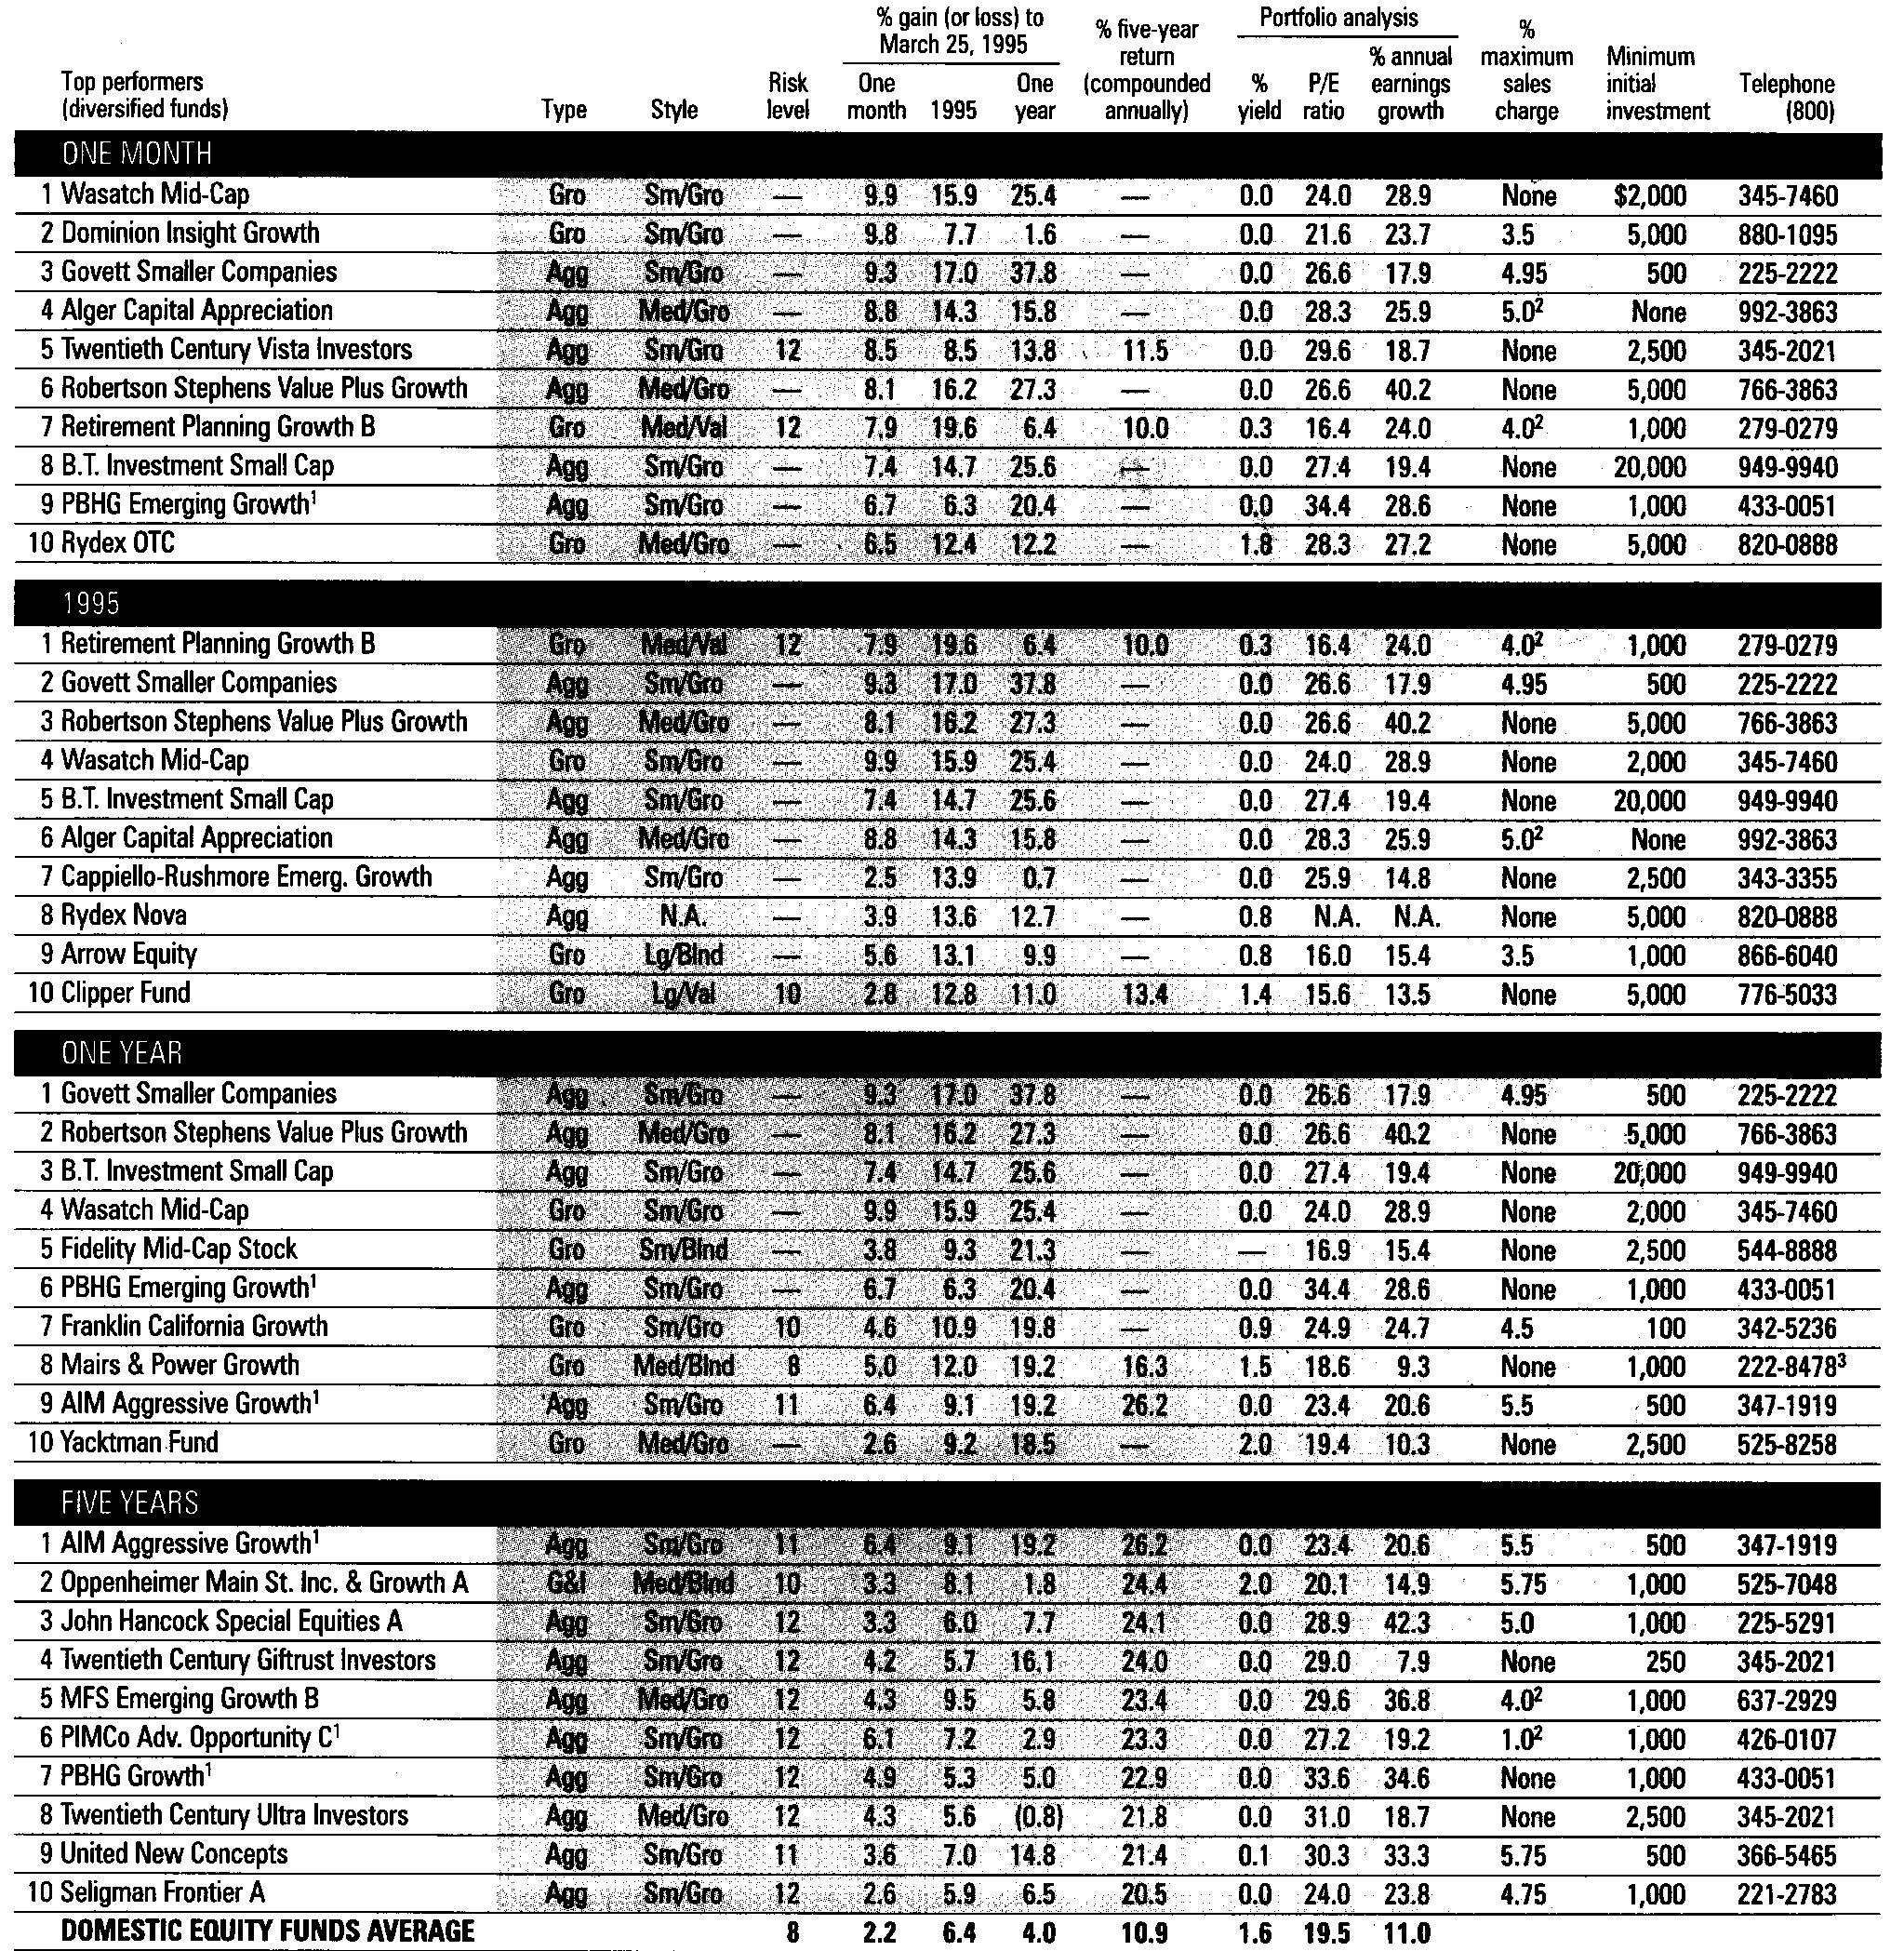 % gain (or loss) to March 25, 1995 % five-year return (compounded annually) Portfolio analysis % maximum sales charge Minimum initial investment Telephone (800)
Top performers (diversified funds) Type Style Risk level One month 1995 One year % yield P/E ratio % annual earnings growth
ONE MONTH
1 Wasatch Mid-Cap Gro Sm/Gro — 9.9 15.9 25.4 — 0.0 24.0 28.9 None $2,000 345-7460
2 Dominion Insight Growth Gro Sm/Gro — 9.8 7.7 1.6 — 0.0 21.6 23.7 3.5 5,000 880-1095
3 Govett Smaller Companies Agg Sm/Gro — 9.3 17.0 37.8 — 0.0 26.6 17.9 4.95 500 225-2222
4 Alger Capital Appreciation Agg Med/Gro — 8.8 14.3 15.8 — 0.0 28.3 25.9 5.0² None 992-3863
5 Twentieth Century Vista Investors Agg Sm/Gro 12 8.5 8.5 13.8 11.5 0.0 29.6 18.7 None 2,500 345-2021
6 Robertson Stephens Value Plus Growth Agg Med/Gro — 8.1 16.2 27.3 — 0.0 26.6 40.2 None 5,000 766-3863
7 Retirement Planning Growth B Gro Med/Val 12 7.9 19.6 6.4 10.0 0.3 16.4 24.0 4.0² 1,000 279-0279
8 B.T. Investment Small Cap Agg Sm/Gro — 7.4 14.7 25.6 — 0.0 27.4 19.4 None 20,000 949-9940
9 PBHG Emerging Growth¹ Agg Sm/Gro — 6.7 6.3 20.4 — 0.0 34.4 28.6 None 1,000 433-0051
10 Rydex OTC Gro Med/Gro — 6.5 12.4 12.2 — 1.8 28.3 27.2 None 5,000 820-0888
1995
1 Retirement Planning Growth B Gro Med/Val 12 7.9 19.6 6.4 10.0 0.3 16.4 24.0 4.0² 1,000 279-0279
2 Govett Smaller Companies Agg Sm/Gro — 9.3 17.0 37.8 — 0.0 26.6 17.9 4.95 500 225-2222
3 Robertson Stephens Value Plus Growth Agg Med/Gro — 8.1 16.2 27.3 — 0.0 26.6 40.2 None 5,000 766-3863
4 Wasatch Mid-Cap Gro Sm/Gro — 9.9 15.9 25.4 — 0.0 24.0 28.9 None 2,000 345-7460
5 B.T. Investment Small Cap Agg Sm/Gro — 7.4 14.7 25.6 — 0.0 27.4 19.4 None 20,000 949-9940
6 Alger Capital Appreciation Agg Med/Gro — 8.8 14.3 15.8 — 0.0 28.3 25.9 5.0² None 992-3863
7 Cappiello-Rushmore Emerg. Growth Agg Sm/Gro — 2.5 13.9 0.7 — 0.0 25.9 14.8 None 2,500 343-3355
8 Rydex Nova Agg N.A. — 3.9 13.6 12.7 — 0.8 N.A. N.A. None 5,000 820-0888
9 Arrow Equity Gro Lg/Blnd — 5.6 13.1 9.9 — 0.8 16.0 15.4 3.5 1,000 866-6040
10 Clipper Fund Gro Lg/Val 10 2.8 12.8 11.0 13.4 1.4 15.6 13.5 None 5,000 776-5033
ONE YEAR
1 Govett Smaller Companies Agg Sm/Gro — 9.3 17.0 37.8 — 0.0 26.6 17.9 4.95 500 225-2222
2 Robertson Stephens Value Plus Growth Agg Med/Gro — 8.1 16.2 27.3 — 0.0 26.6 40.2 None 5,000 766-3863
3 B.T. Investment Small Cap Agg Sm/Gro — 7.4 14.7 25.6 — 0.0 27.4 19.4 None 20,000 949-9940
4 Wasatch Mid-Cap Gro Sm/Gro — 9.9 15.9 25.4 — 0.0 24.0 28.9 None 2,000 345-7460
5 Fidelity Mid-Cap Stock Gro Sm/Blnd — 3.8 9.3 21.3 — — 16.9 15.4 None 2,500 544-8888
6 PBHG Emerging Growth¹ Agg Sm/Gro — 6.7 6.3 20.4 — 0.0 34.4 28.6 None 1,000 433-0051
7 Franklin California Growth Gro Sm/Gro 10 4.6 10.9 19.8 — 0.9 24.9 24.7 4.5 100 342-5236
8 Mairs & Power Growth Gro Med/Blnd 8 5.0 12.0 19.2 16.3 1.5 18.6 9.3 None 1,000 222-8478³
9 AIM Aggressive Growth¹ Agg Sm/Gro 11 6.4 9.1 19.2 26.2 0.0 23.4 20.6 5.5 500 347-1919
10 Yacktman Fund Gro Med/Gro — 2.6 9.2 18.5 — 2.0 19.4 10.3 None 2,500 525-8258
FIVE YEARS
1 AIM Aggressive Growth¹ Agg Sm/Gro 11 6.4 9.1 19.2 26.2 0.0 23.4 20.6 5.5 500 347-1919
2 Oppenheimer Main St. Inc. & Growth A G&I Med/Blnd 10 3.3 8.1 1.8 24.4 2.0 20.1 14.9 5.75 1,000 525-7048
3 John Hancock Special Equities A Agg Sm/Gro 12 3.3 6.0 7.7 24.1 0.0 28.9 42.3 5.0 1,000 225-5291
4 Twentieth Century Giftrust Investors Agg Sm/Gro 12 4.2 5.7 16.1 24.0 0.0 29.0 7.9 None 250 345-2021
5 MFS Emerging Growth B Agg Med/Gro 12 4.3 9.5 5.8 23.4 0.0 29.6 36.8 4.0² 1,000 637-2929
6 PIMCo Adv. Opportunity C¹ Agg Sm/Gro 12 6.1 7.2 2.9 23.3 0.0 27.2 19.2 1.0² 1,000 426-0107
7 PBHG Growth¹ Agg Sm/Gro 12 4.9 5.3 5.0 22.9 0.0 33.6 34.6 None 1,000 433-0051
8 Twentieth Century Ultra Investors Agg Med/Gro 12 4.3 5.6 (0.8) 21.8 0.0 31.0 18.7 None 2,500 345-2021
9 United New Concepts Agg Sm/Gro 11 3.6 7.0 14.8 21.4 0.1 30.3 33.3 5.75 500 366-5465
10 Seligman Frontier A Agg Sm/Gro 12 2.6 5.9 6.5 20.5 0.0 24.0 23.8 4.75 1,000 221-2783
DOMESTIC EQUITY FUNDS AVERAGE 8 2.2 6.4 4.0 10.9 1.6 19.5 11.0